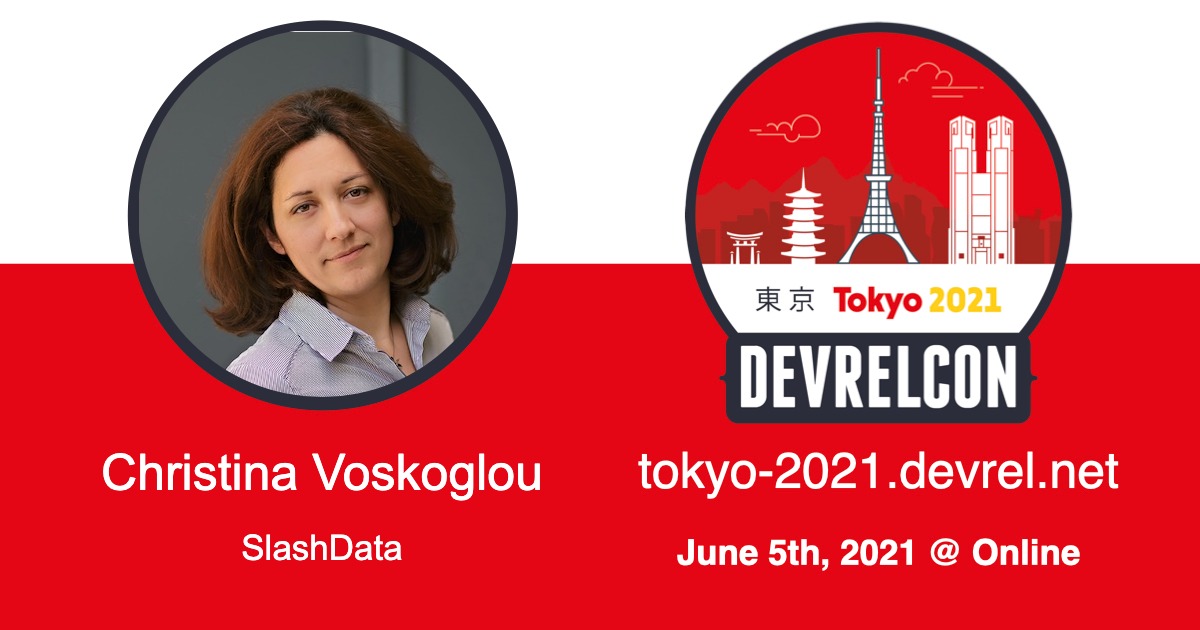 東京 Tokyo 2021
DEVRELCON
Christina Voskoglou
SlashData
tokyo-2021.devrel.net
June 5th, 2021 @ Online